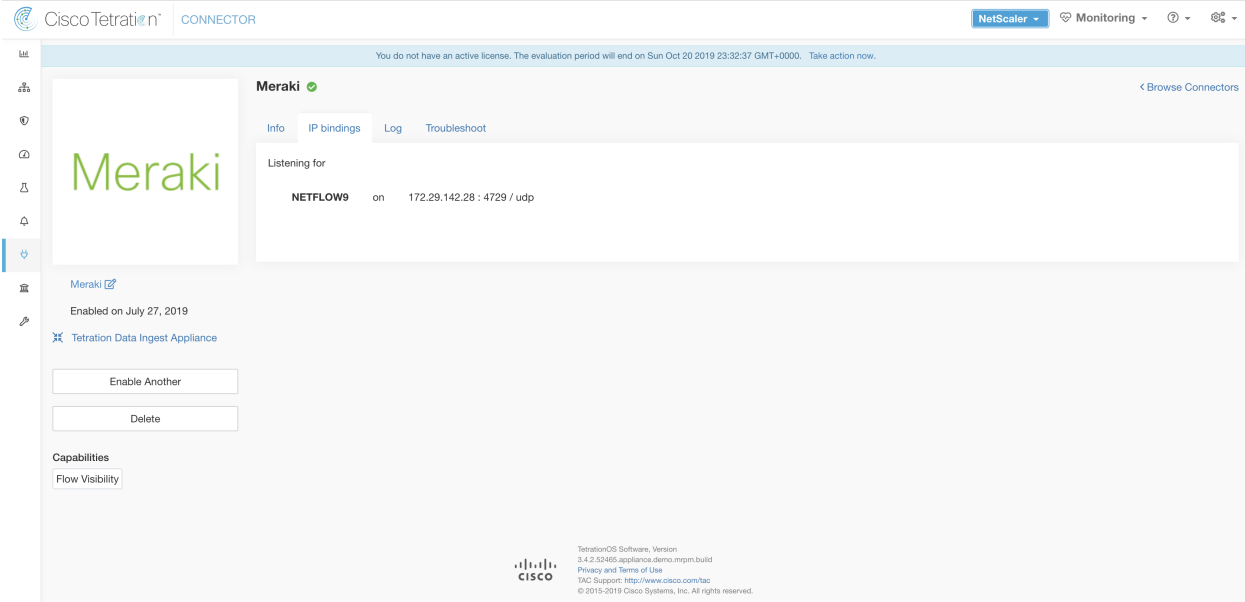 Cisco Tetration™ CONNECTOR NetScaler Monitoring
You do not have an active license. The evaluation period will end on Sun Oct 20 2019 23:32:37 GMT+0000. Take action now.
Meraki
Meraki
Browse Connectors
Info IP bindings Log Troubleshoot
Listening for
NETFLOW9 on 172.29.142.28 : 4729 / udp
Meraki
Enabled on July 27, 2019
Tetration Data Ingest Appliance
Enable Another
Delete
Capabilities
Flow Visibility
CISCO
TetrationOS Software, Version
3.4.2.52465.appliance.demo.mrpm.build
Privacy and Terms of Use
TAC Support: http://www.cisco.com/tac
© 2015-2019 Cisco Systems, Inc. All rights reserved.